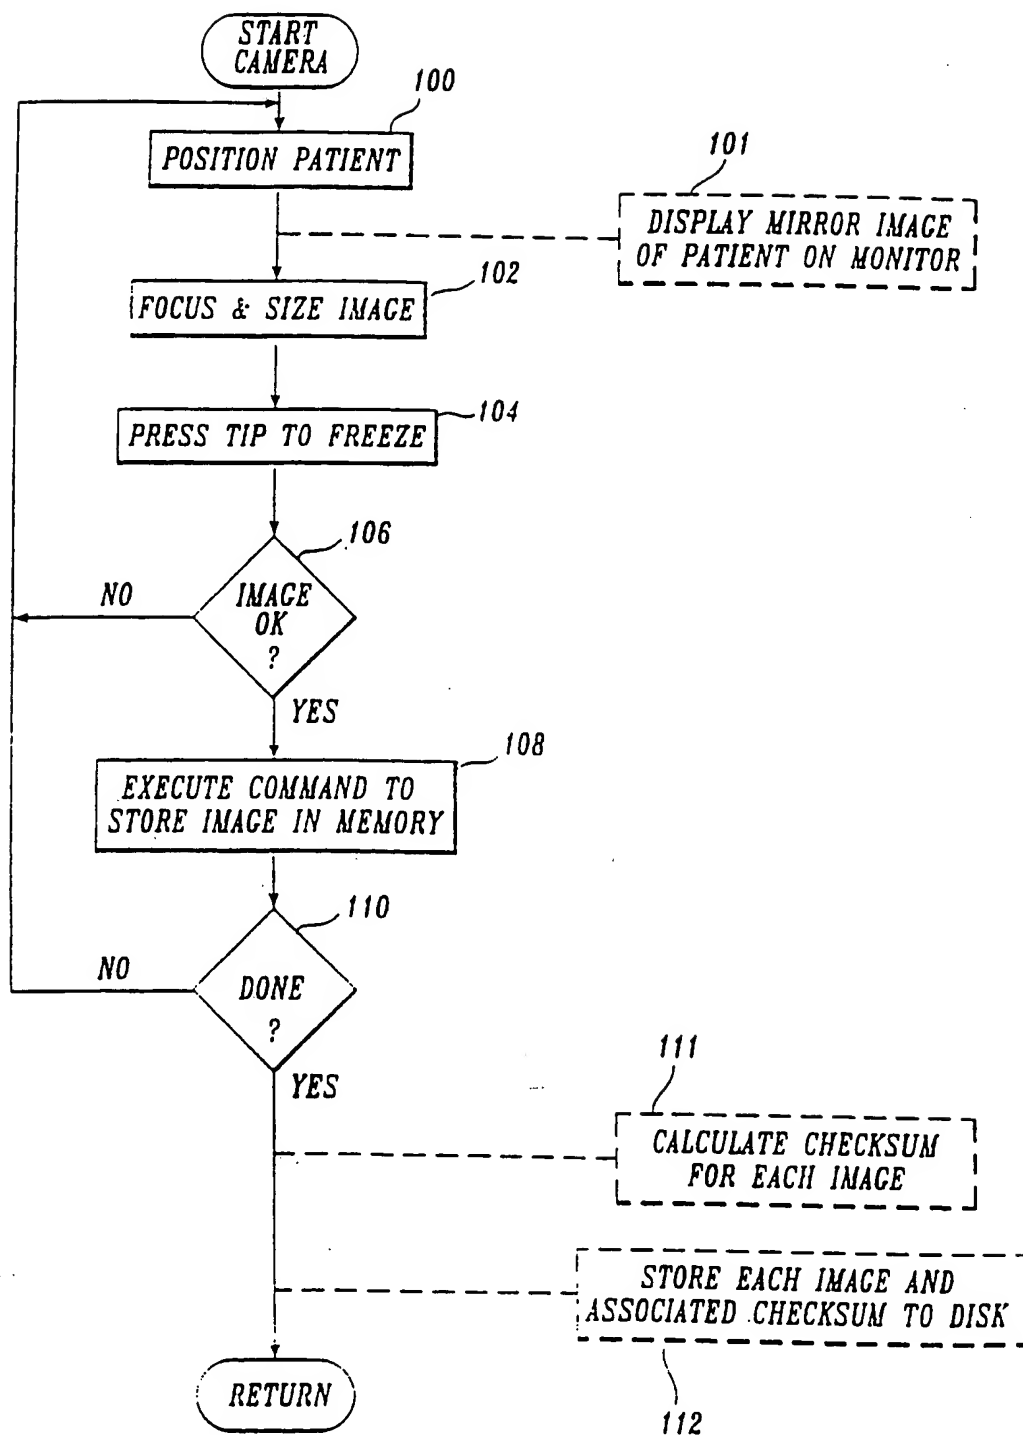 START
CAMERA
100
POSITION PATIENT
101
DISPLAY MIRROR IMAGE
OF PATIENT ON MONITOR
102
FOCUS & SIZE IMAGE
104
PRESS TIP TO FREEZE
106
IMAGE
OK
?
NO
YES
108
EXECUTE COMMAND TO
STORE IMAGE IN MEMORY
110
DONE
?
NO
YES
111
CALCULATE CHECKSUM
FOR EACH IMAGE
STORE EACH IMAGE AND
ASSOCIATED CHECKSUM TO DISK
112
RETURN